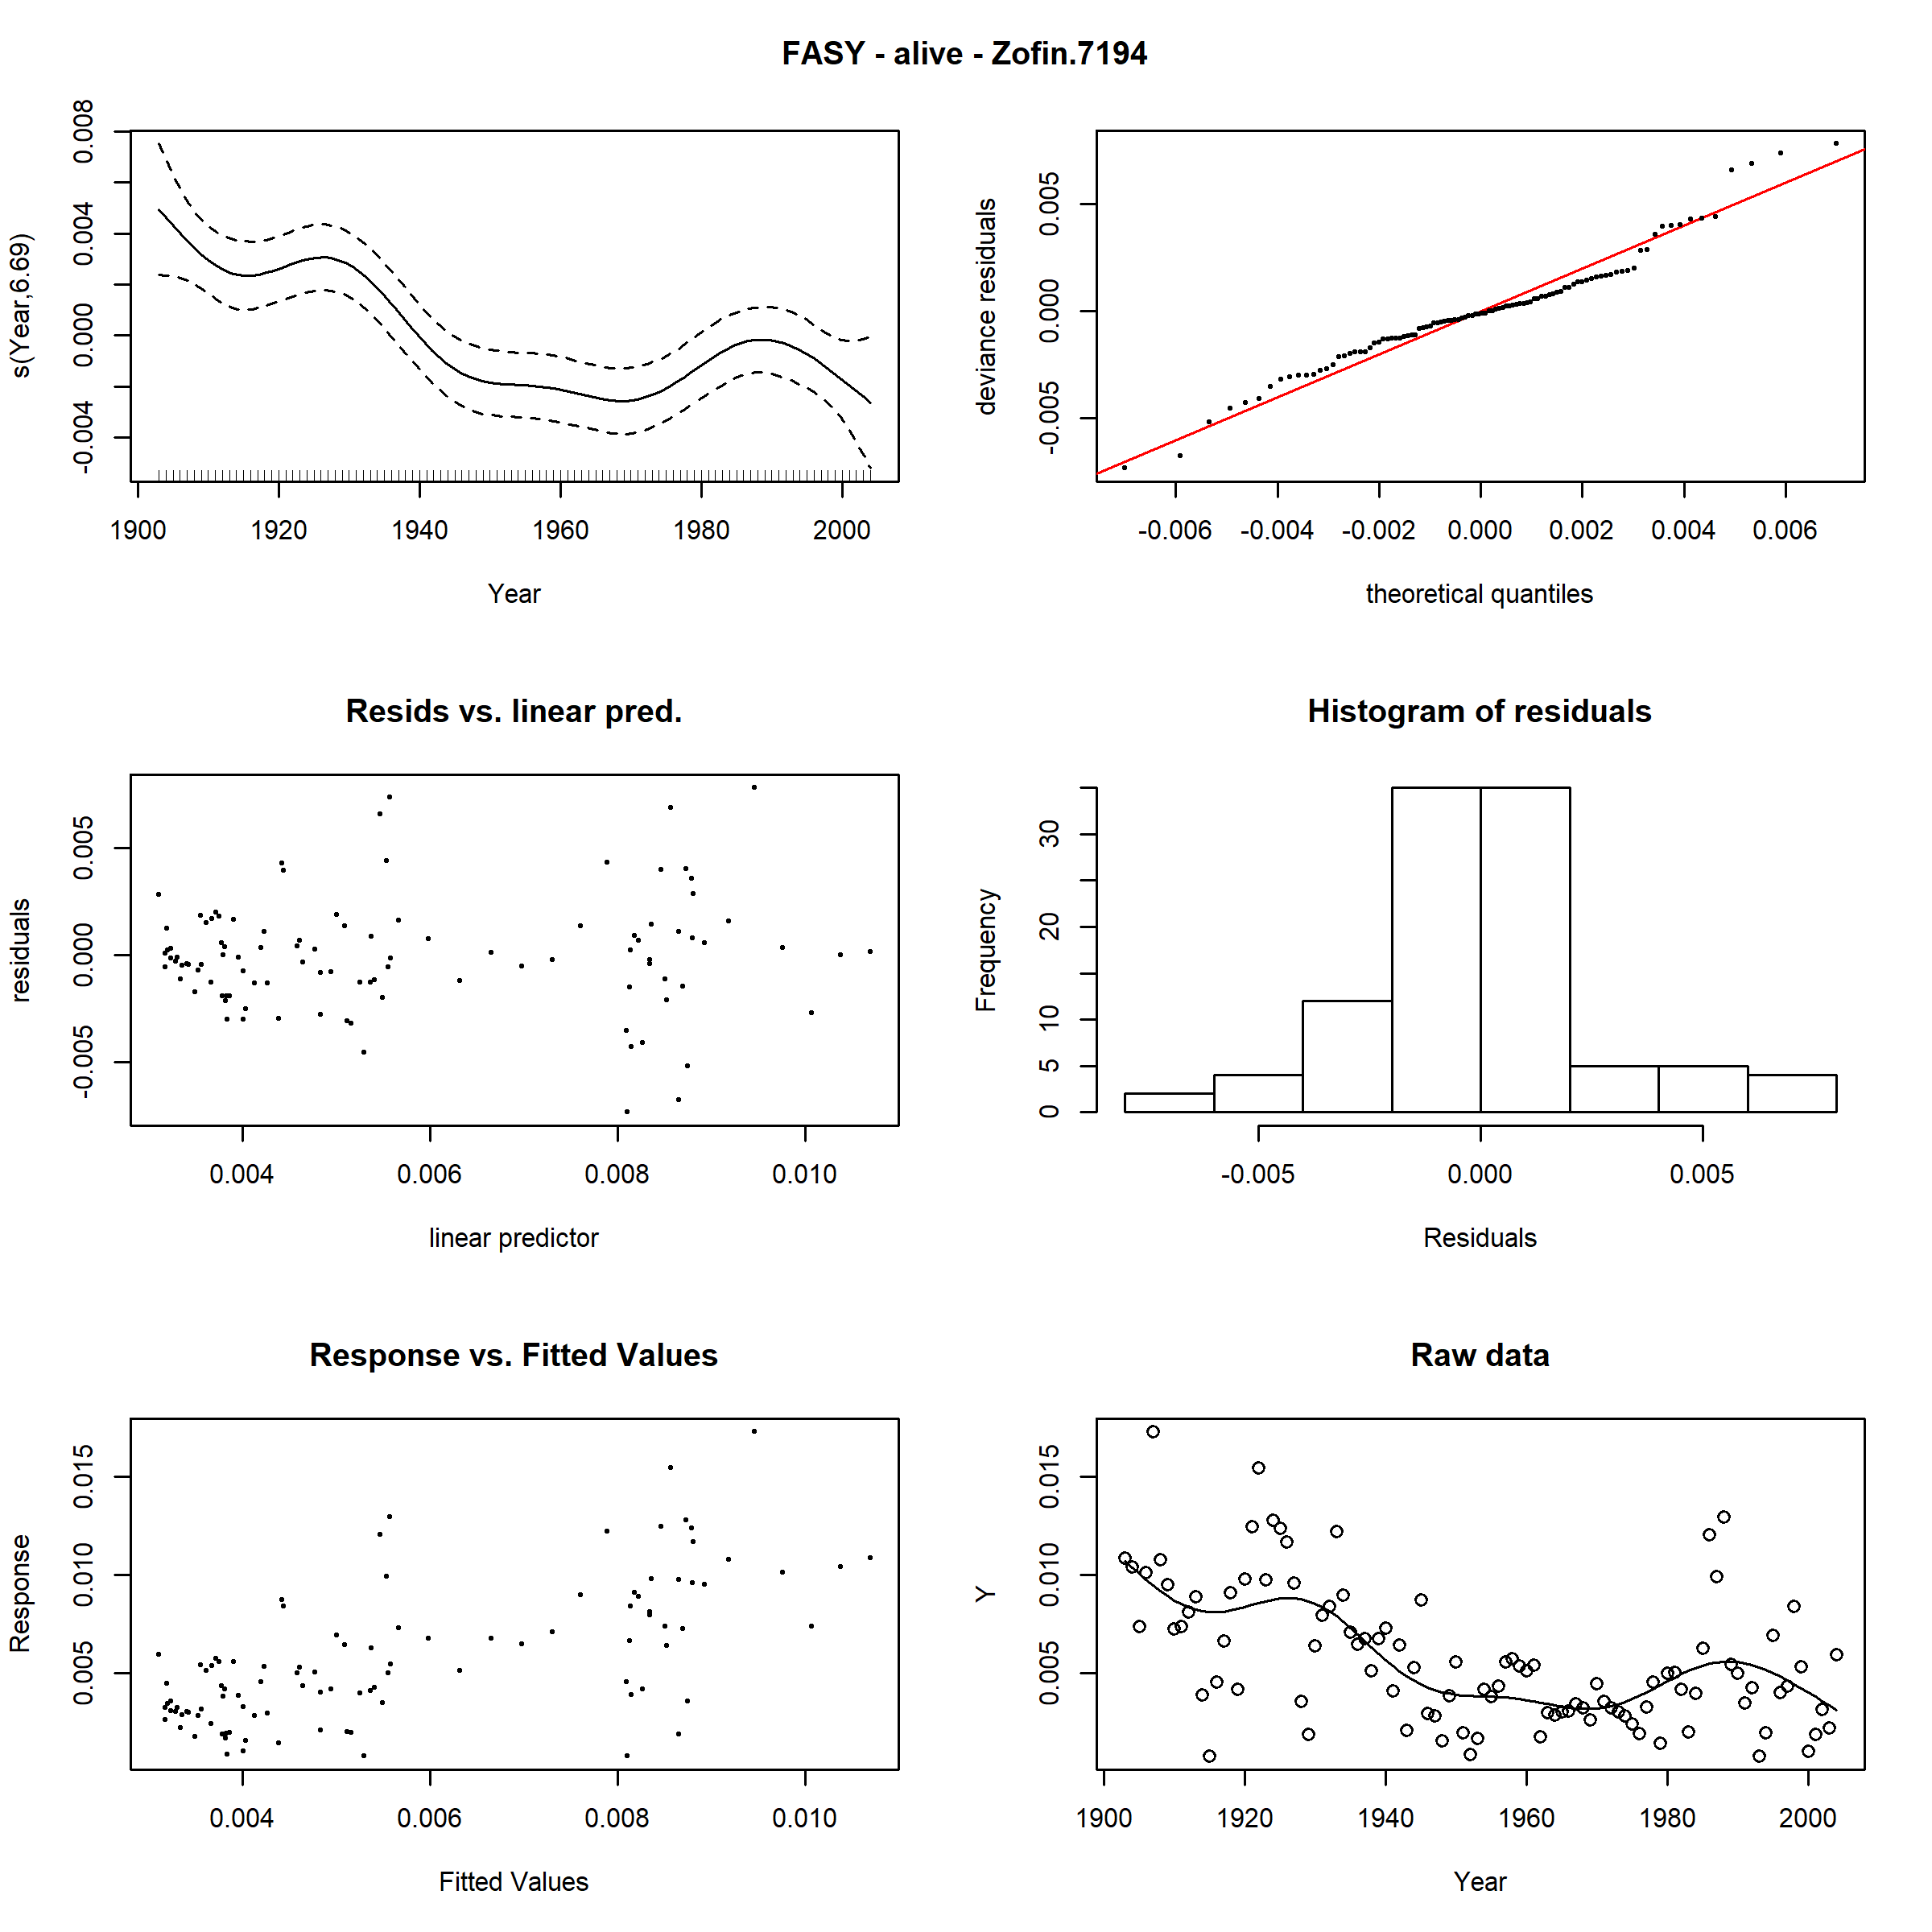 FASY - alive - Zofin.7194
s(Year,6.69)
-0.004 0.000 0.004 0.008
1900 1920 1940 1960 1980 2000
Year
deviance residuals
-0.005 0.000 0.005
-0.006 -0.004 -0.002 0.000 0.002 0.004 0.006
theoretical quantiles
Resids vs. linear pred.
residuals
-0.005 0.000 0.005
0.004 0.006 0.008 0.010
linear predictor
Histogram of residuals
Frequency
0 5 10 20 30
-0.005 0.000 0.005
Residuals
Response vs. Fitted Values
Response
0.005 0.010 0.015
0.004 0.006 0.008 0.010
Fitted Values
Raw data
Y
0.005 0.010 0.015
1900 1920 1940 1960 1980 2000
Year